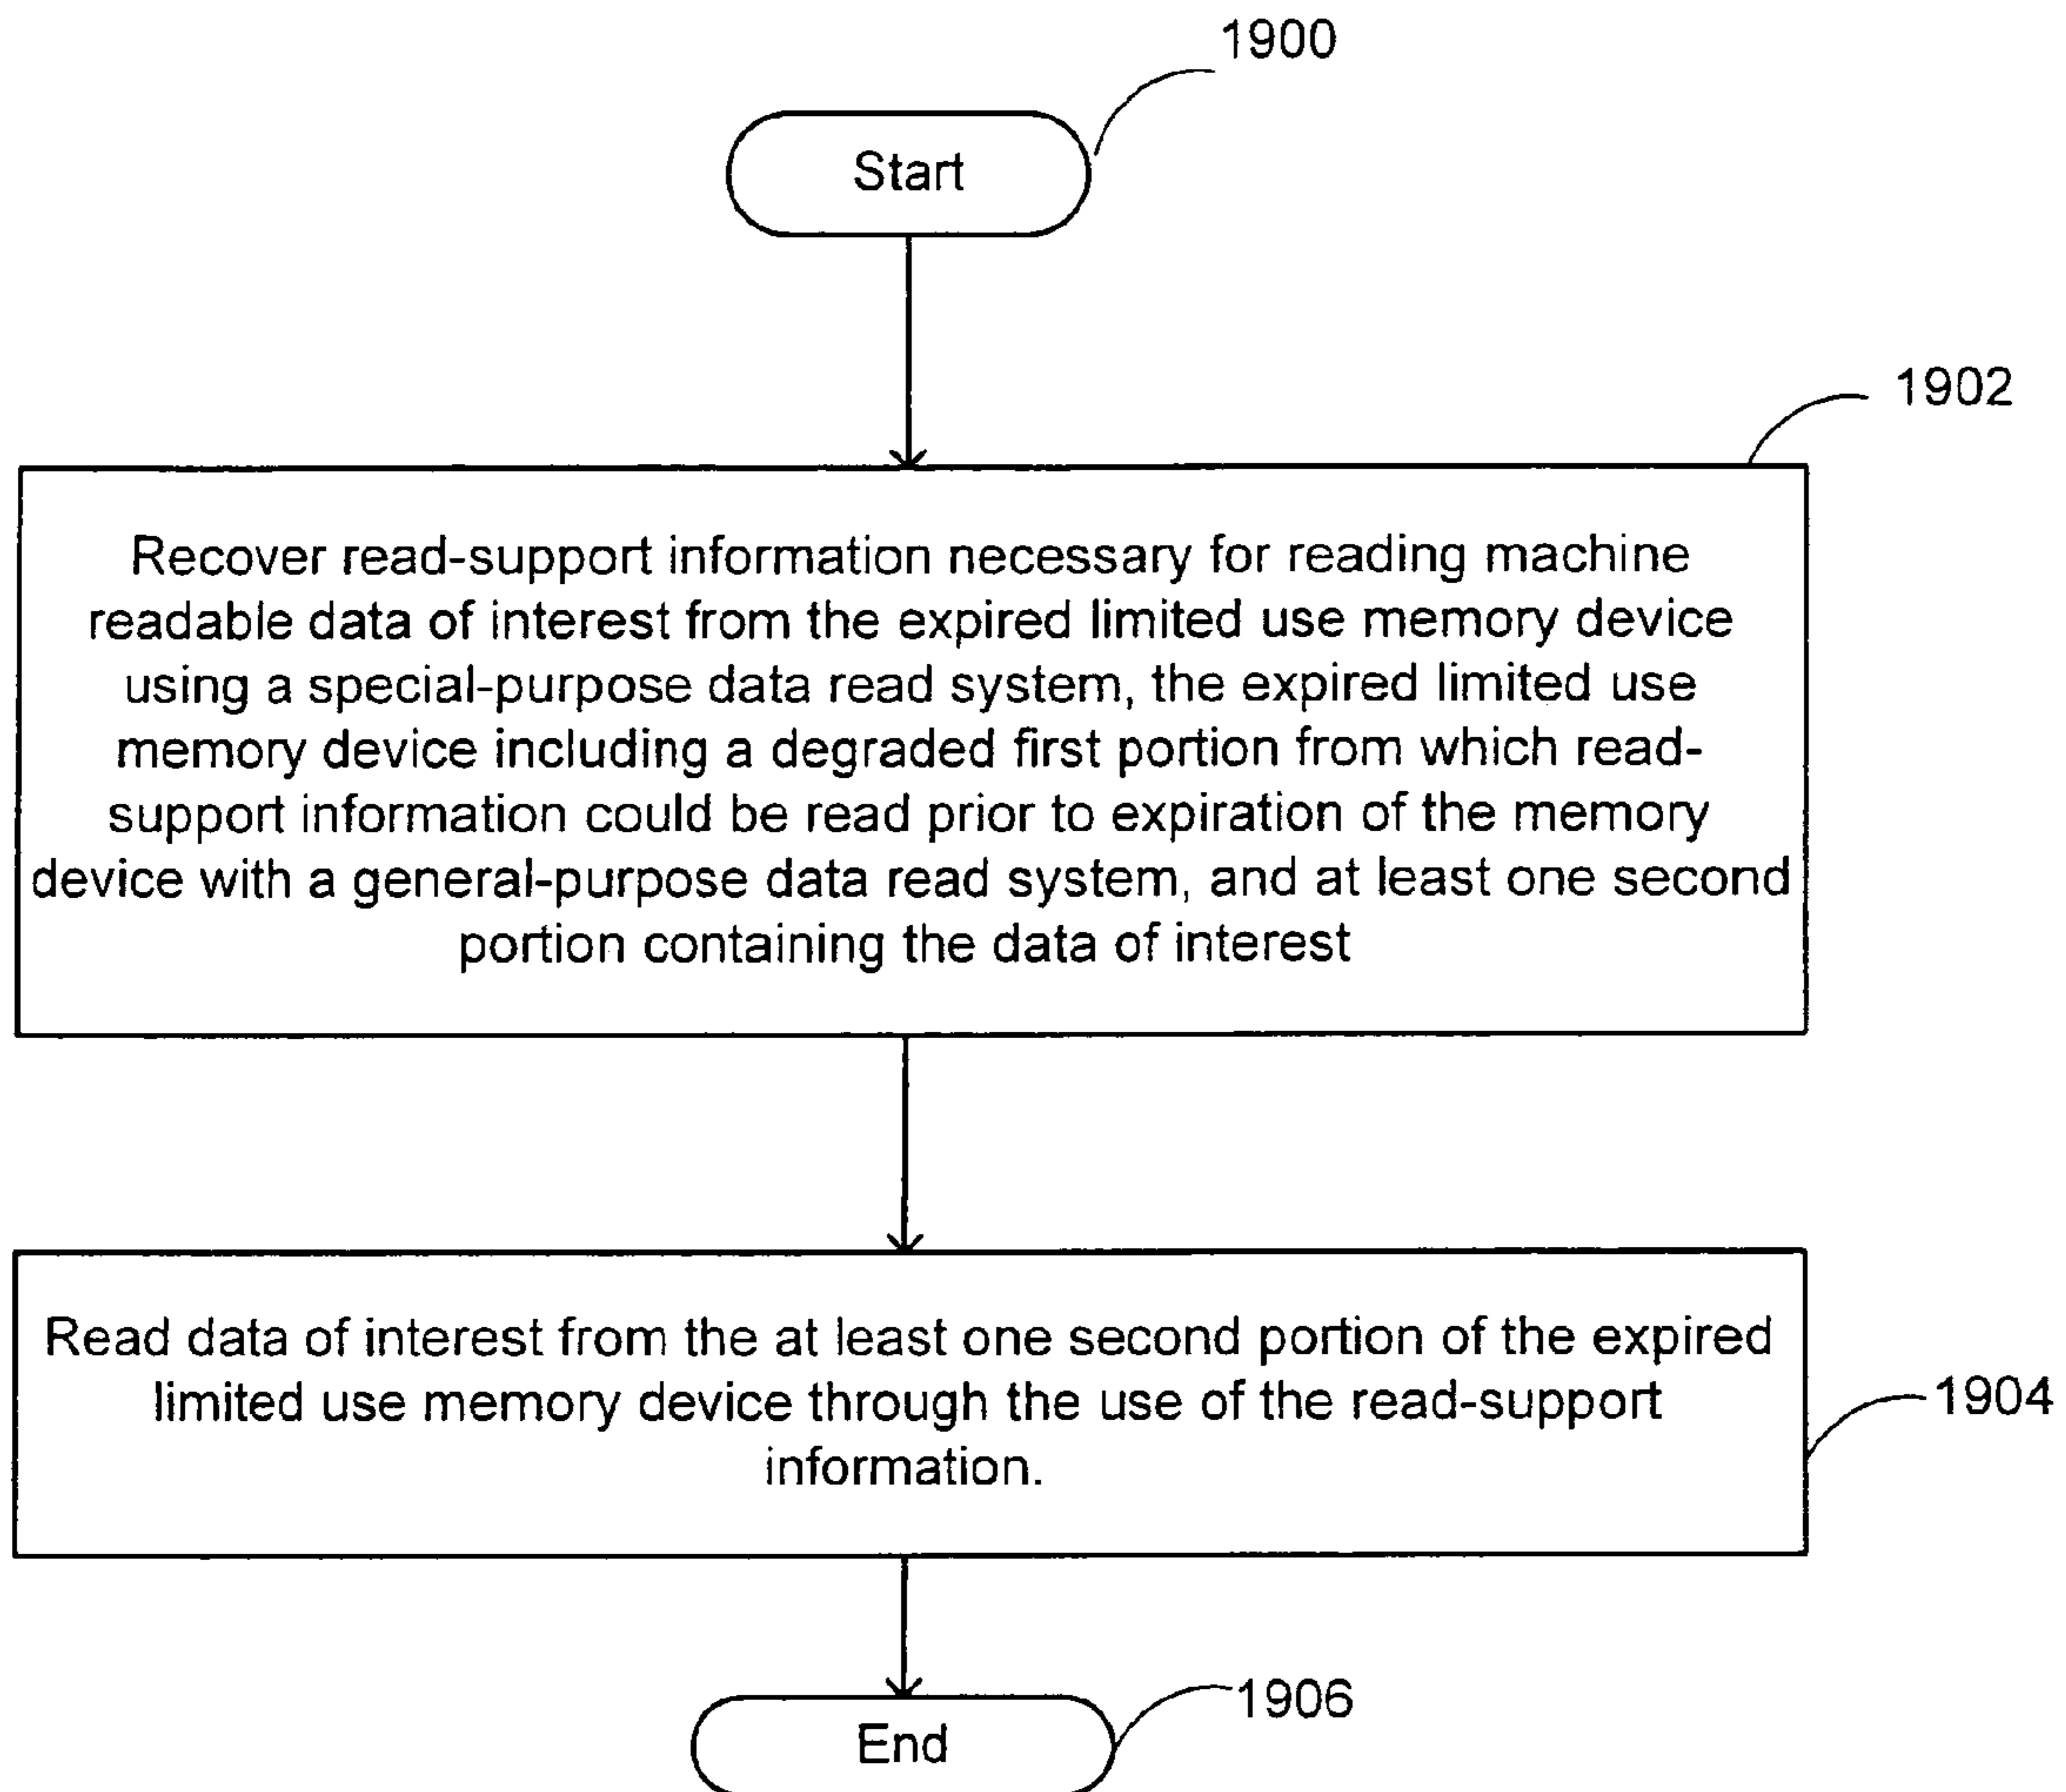 1900
Start
1902
Recover read-support information necessary for reading machine
readable data of interest from the expired limited use memory device
using a special-purpose data read system, the expired limited use
memory device including a degraded first portion from which read-
support information could be read prior to expiration of the memory
device with a general-purpose data read system, and at least one second
portion containing the data of interest
Read data of interest from the at least one second portion of the expired
limited use memory device through the use of the read-support
information.
1904
1906
End